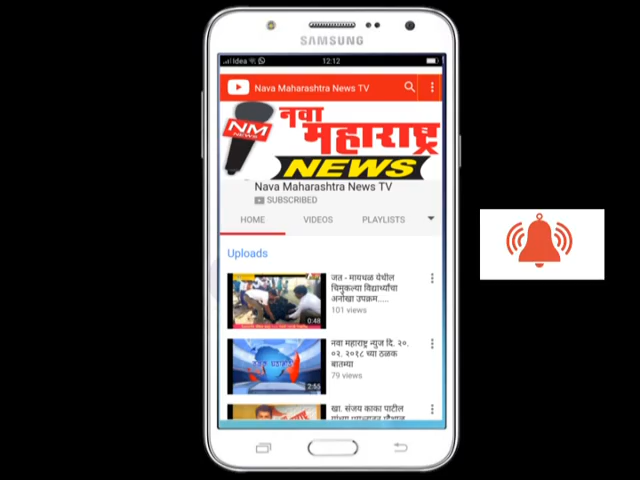 SAMSUNG
Idea 12:12
Nava Maharashtra News TV
नवा
महाराष्ट्र
NM
NEWS
NEWS
Nava Maharashtra News TV
SUBSCRIBED
HOME VIDEOS PLAYLISTS
Uploads
जत - मायथळ येथील
चिमुकल्या विद्यार्थ्यांचा
अनोखा उपक्रम.....
101 views
0:48
नवा महाराष्ट्र न्युज दि. २०.
०२. २०१८ च्या ठळक
बातम्या
79 views
2:55
खा. संजय काका पाटील